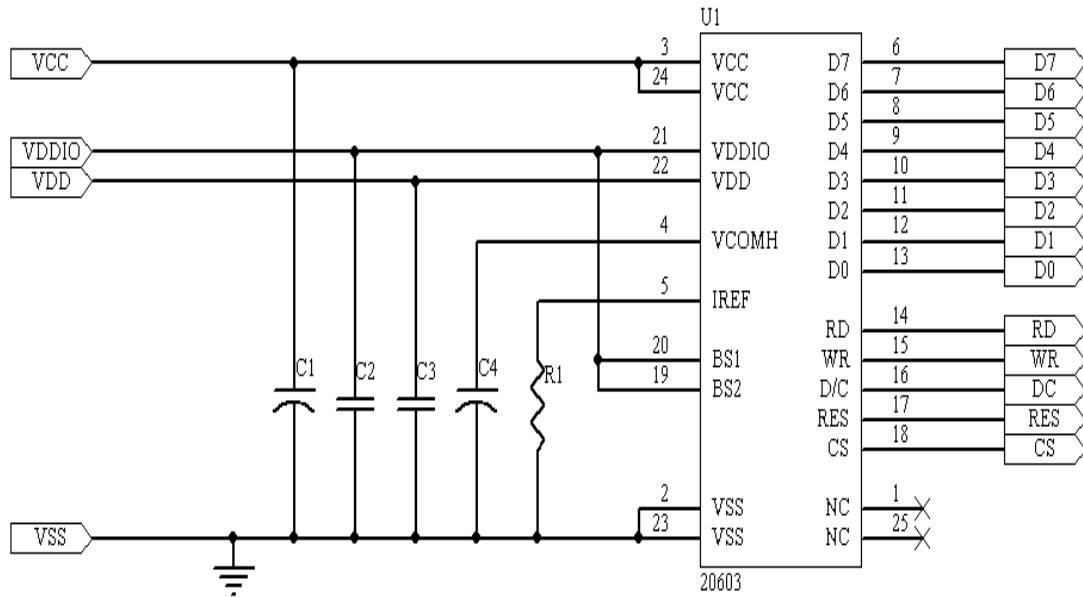 U1
VCC 3 VCC D7 6 D7
24 VCC D6 7 D6
D5 8 D5
VDDIO 21 VDDIO D4 9 D4
VDD 22 VDD D3 10 D3
D2 11 D2
4 VCOMH D1 12 D1
D0 13 D0
5 IREF
RD 14 RD
20 BS1 WR 15 WR
C1 C2 C3 C4 R1
19 BS2 D/C 16 DC
RES 17 RES
CS 18 CS
2 VSS NC 1
VSS 23 VSS NC 25
20603